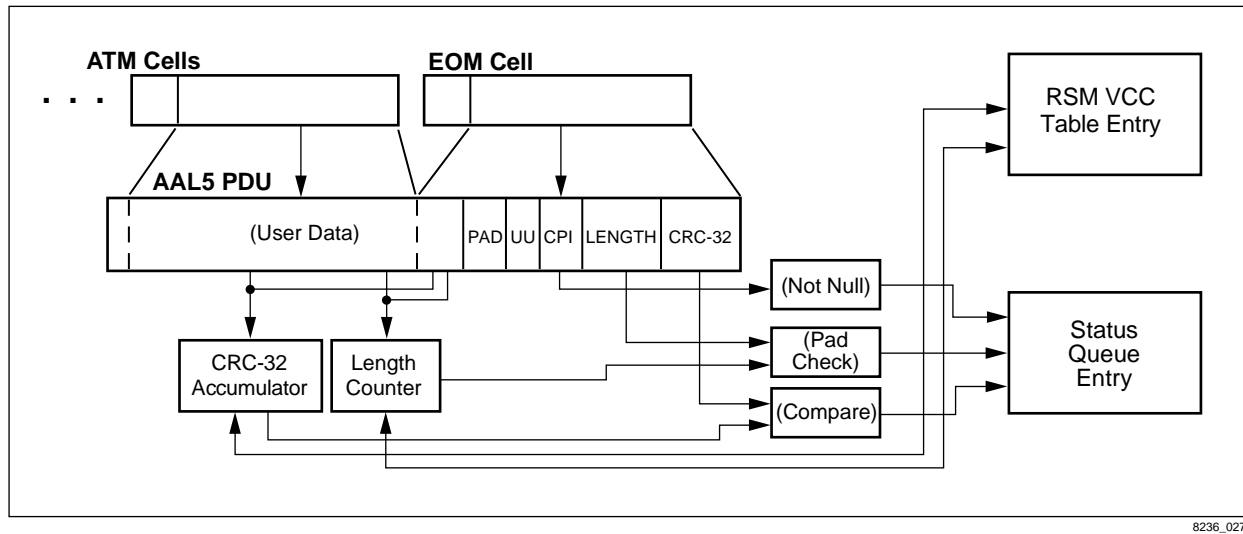 ATM Cells
EOM Cell
. . .
RSM VCC
Table Entry
AAL5 PDU
(User Data)
PAD
UU
CPI
LENGTH
CRC-32
(Not Null)
(Pad
Check)
(Compare)
CRC-32
Accumulator
Length
Counter
Status
Queue
Entry
8236_027